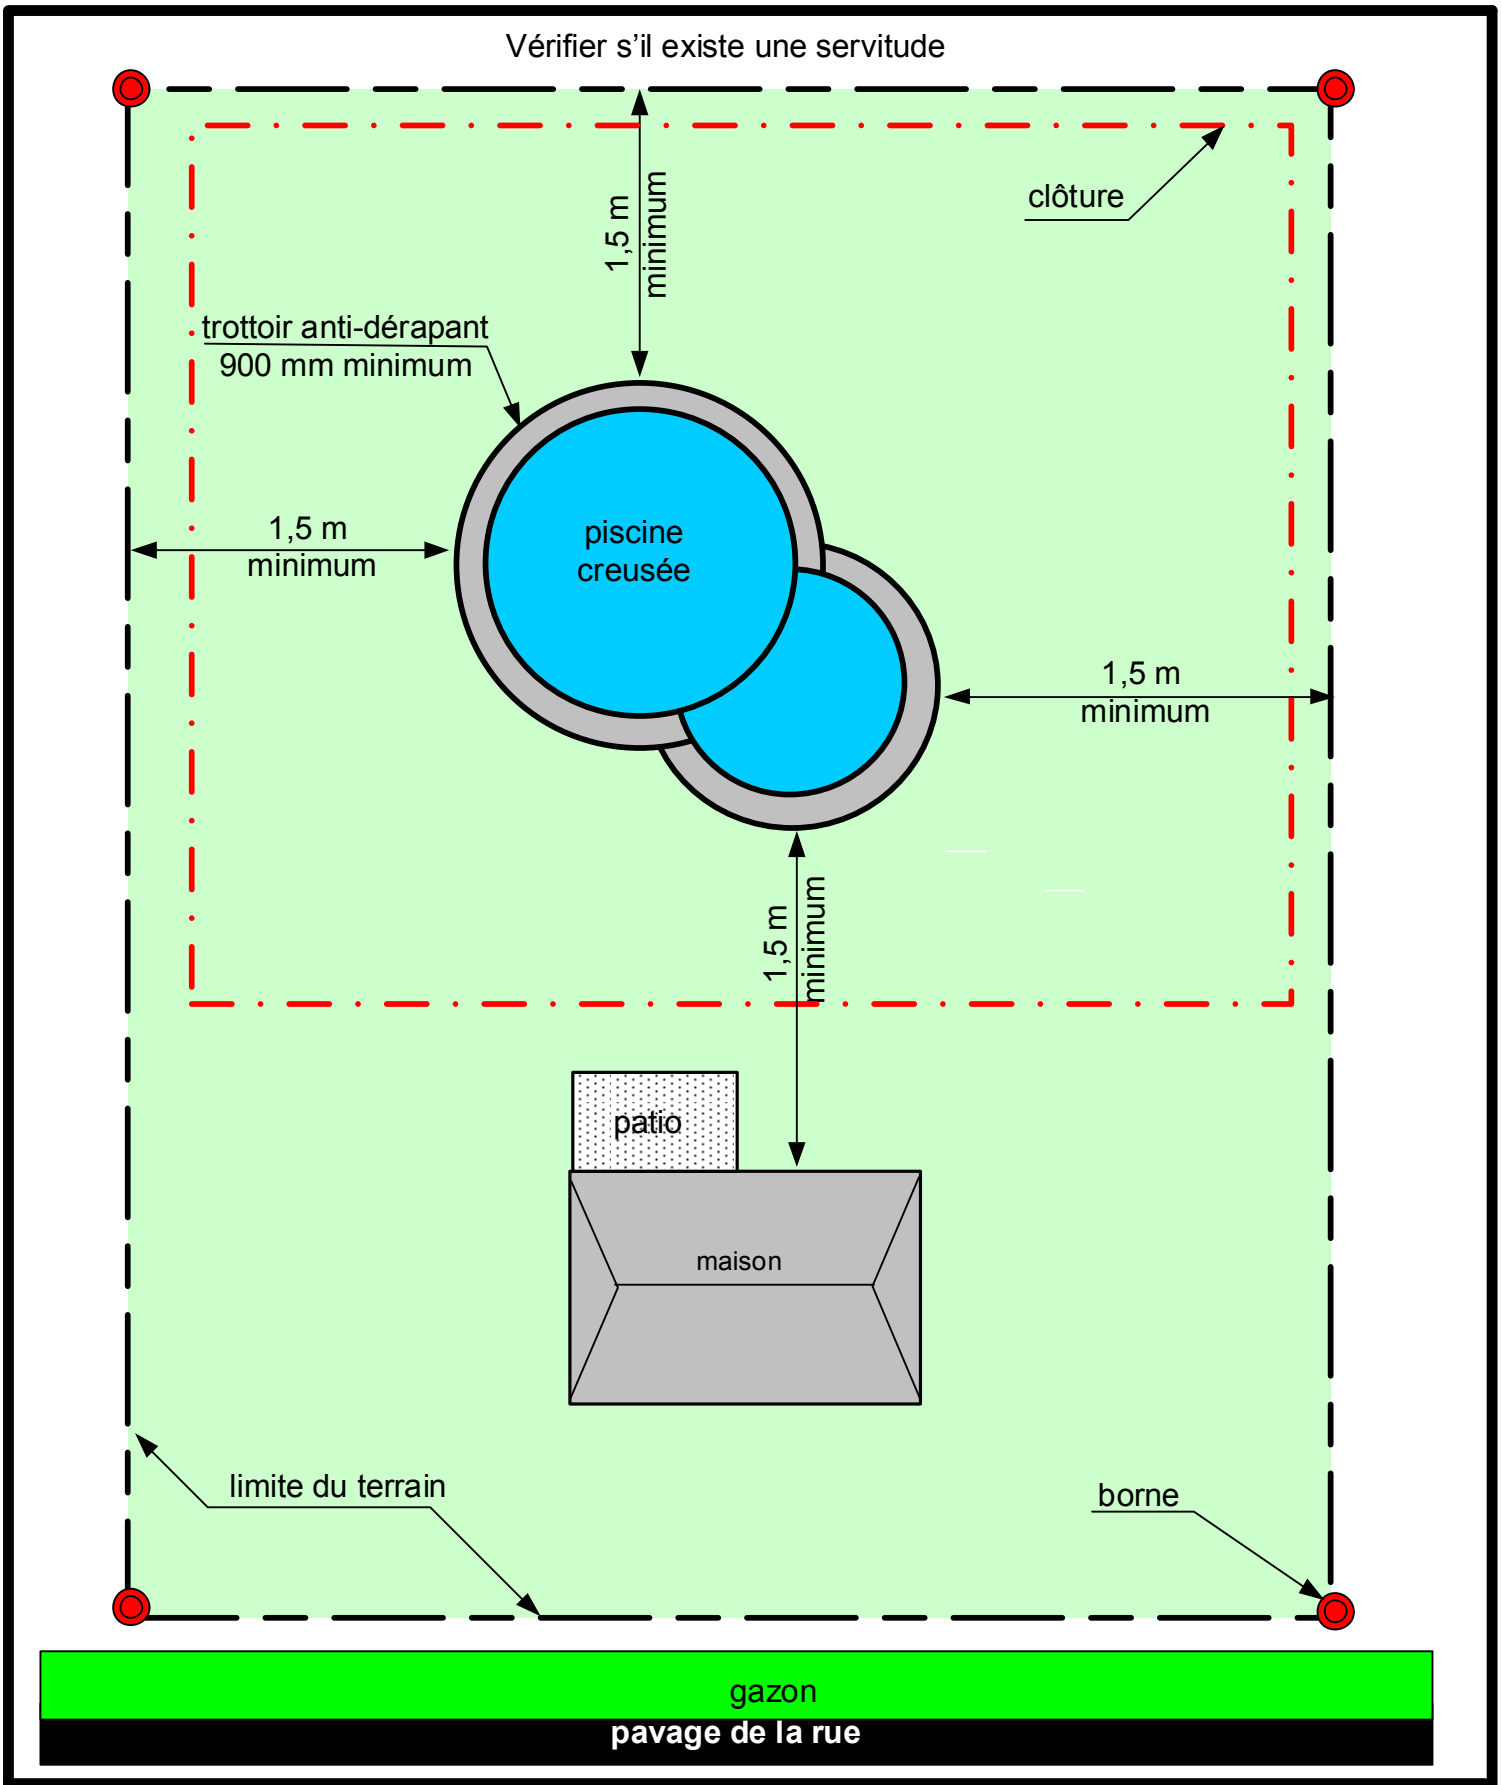 Vérifier s'il existe une servitude
clôture
1,5 m
minimum
trottoir anti-dérapant
900 mm minimum
1,5 m
minimum
piscine
creusée
1,5 m
minimum
1,5 m
minimum
patio
maison
limite du terrain
borne
gazon
pavage de la rue